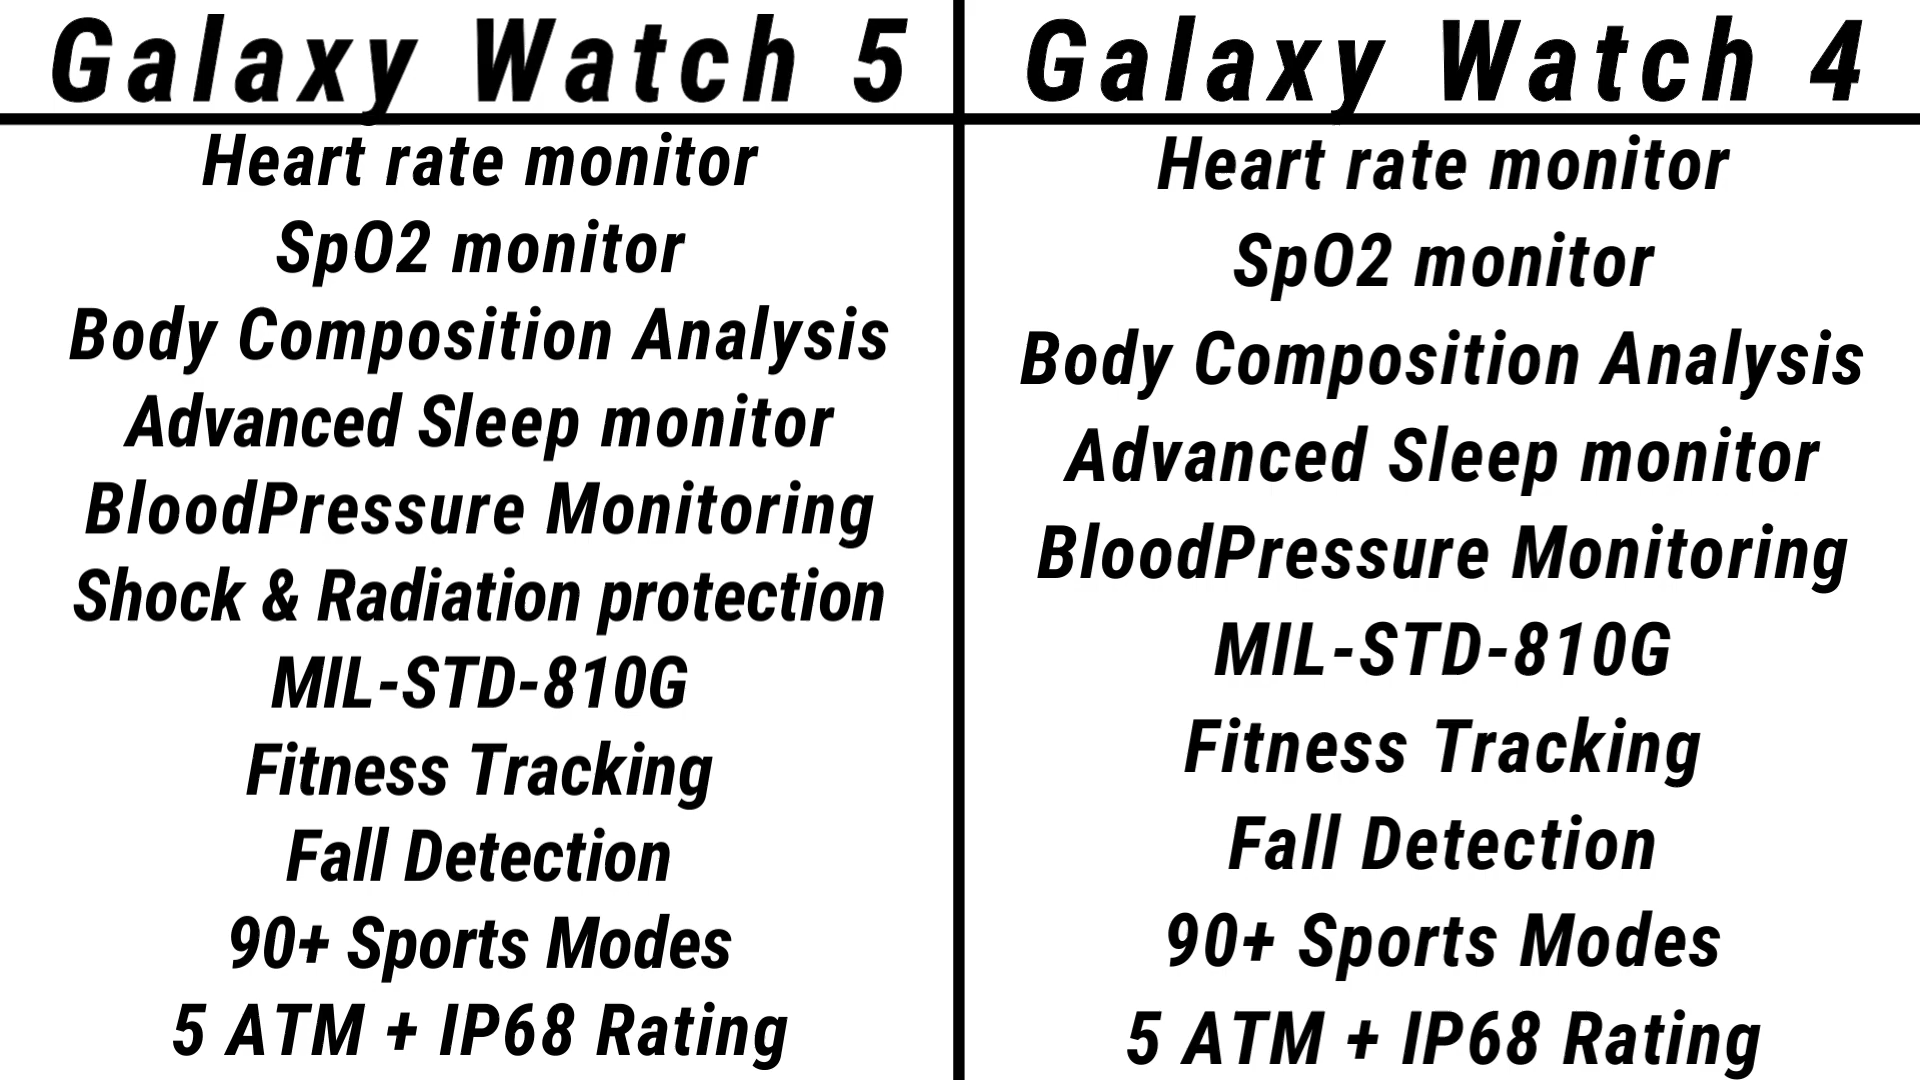 Galaxy Watch 5
Heart rate monitor
SpO2 monitor
Body Composition Analysis
Advanced Sleep monitor
BloodPressure Monitoring
Shock & Radiation protection
MIL-STD-810G
Fitness Tracking
Fall Detection
90+ Sports Modes
5 ATM + IP68 Rating
Galaxy Watch 4
Heart rate monitor
SpO2 monitor
Body Composition Analysis
Advanced Sleep monitor
BloodPressure Monitoring
MIL-STD-810G
Fitness Tracking
Fall Detection
90+ Sports Modes
5 ATM + IP68 Rating